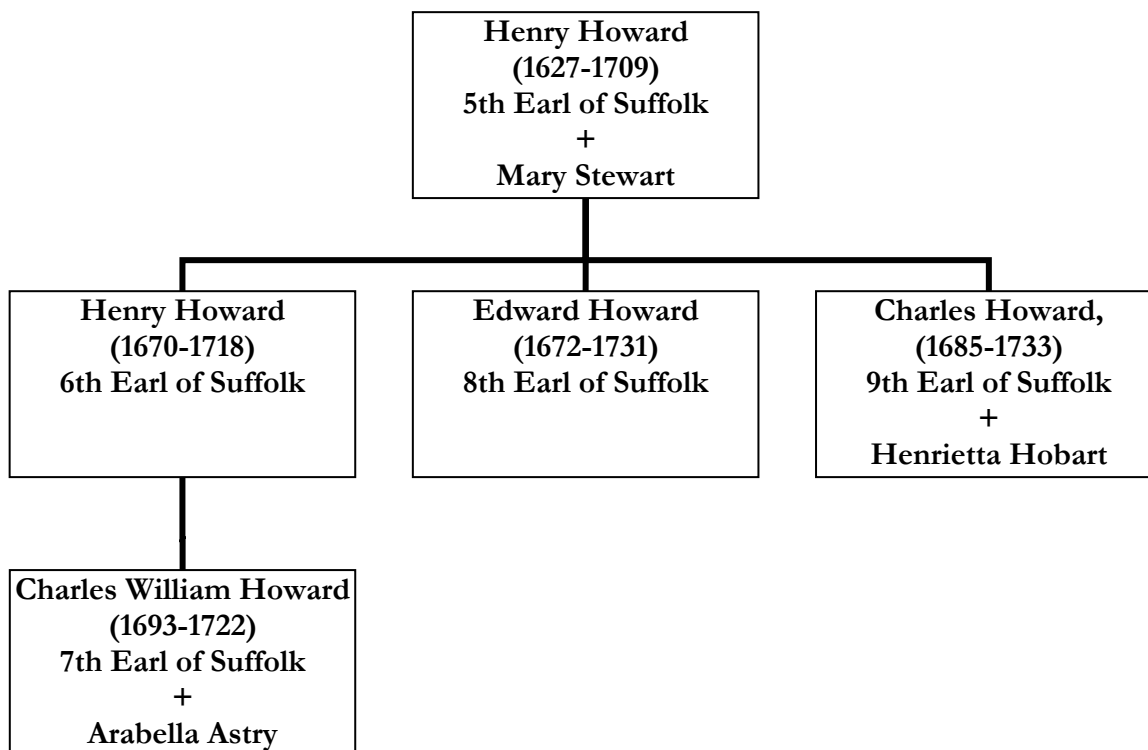 Henry Howard
(1627-1709)
5th Earl of Suffolk
+
Mary Stewart
Henry Howard
(1670-1718)
6th Earl of Suffolk
Edward Howard
(1672-1731)
8th Earl of Suffolk
Charles Howard,
(1685-1733)
9th Earl of Suffolk
+
Henrietta Hobart
Charles William Howard
(1693-1722)
7th Earl of Suffolk
+
Arabella Astry